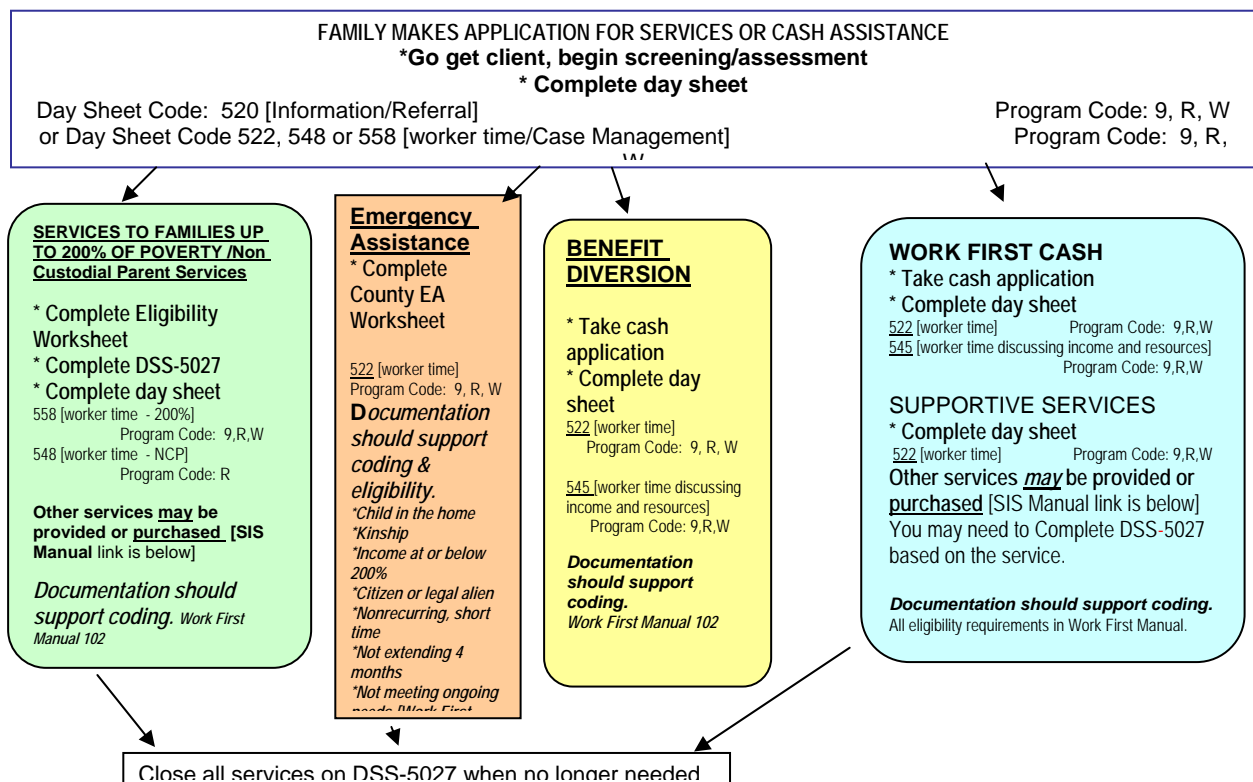 FAMILY MAKES APPLICATION FOR SERVICES OR CASH ASSISTANCE
*Go get client, begin screening/assessment
* Complete day sheet
Day Sheet Code: 520 [Information/Referral] Program Code: 9, R, W
or Day Sheet Code 522, 548 or 558 [worker time/Case Management] Program Code: 9, R,
W
SERVICES TO FAMILIES UP
TO 200% OF POVERTY /Non
Custodial Parent Services
* Complete Eligibility
Worksheet
* Complete DSS-5027
* Complete day sheet
558 [worker time - 200%]
Program Code: 9,R,W
548 [worker time - NCP]
Program Code: R
Other services may be
provided or purchased [SIS
Manual link is below]
Documentation should
support coding. Work First
Manual 102
Emergency
Assistance
* Complete
County EA
Worksheet
522 [worker time]
Program Code: 9, R, W
Documentation
should support
coding &
eligibility.
*Child in the home
*Kinship
*Income at or below
200%
*Citizen or legal alien
*Nonrecurring, short
time
*Not extending 4
months
*Not meeting ongoing
needs [Work First
BENEFIT
DIVERSION
* Take cash
application
* Complete day
sheet
522 [worker time]
Program Code: 9, R, W
545 [worker time discussing
income and resources]
Program Code: 9,R,W
Documentation
should support
coding.
Work First Manual 102
WORK FIRST CASH
* Take cash application
* Complete day sheet
522 [worker time] Program Code: 9,R,W
545 [worker time discussing income and resources]
Program Code: 9,R,W
SUPPORTIVE SERVICES
* Complete day sheet
522 [worker time] Program Code: 9,R,W
Other services may be provided or
purchased [SIS Manual link is below]
You may need to Complete DSS-5027
based on the service.
Documentation should support coding.
All eligibility requirements in Work First Manual.
Close all services on DSS-5027 when no longer needed